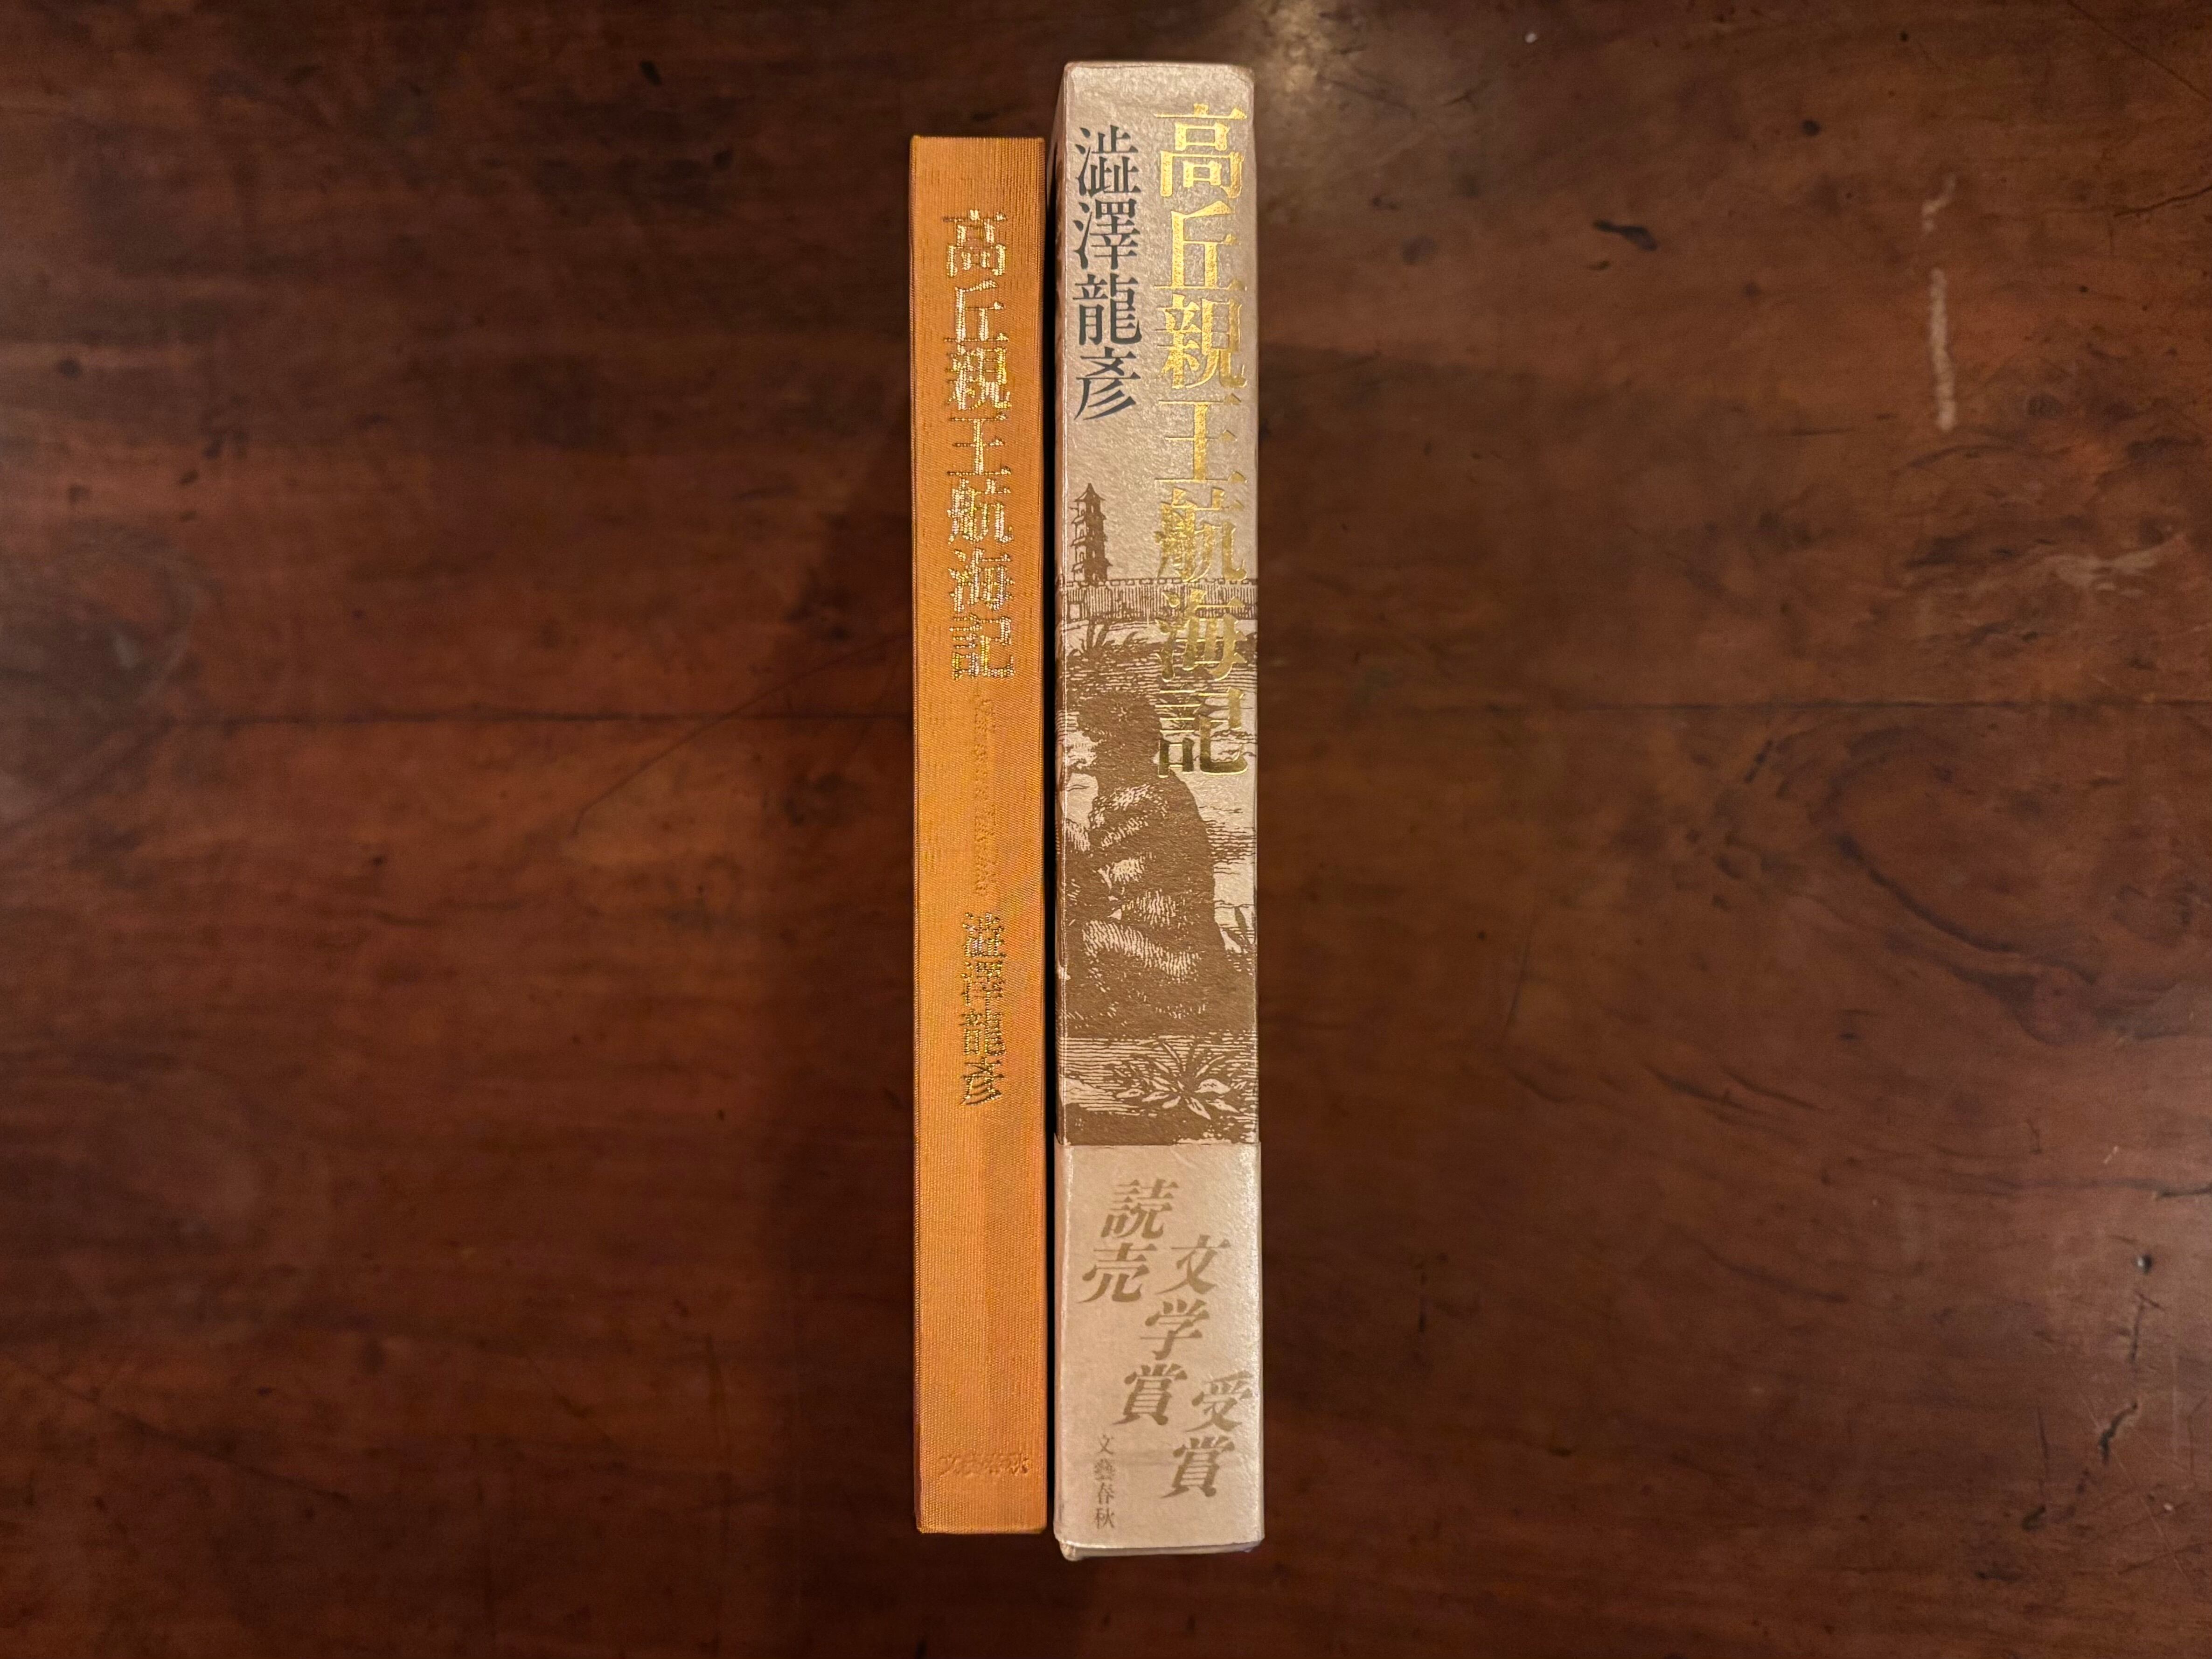 高丘親王航海記
澁澤龍彥
文藝春秋
高丘親王航海記
澁澤龍彥
読売
文学賞
受賞
文藝春秋